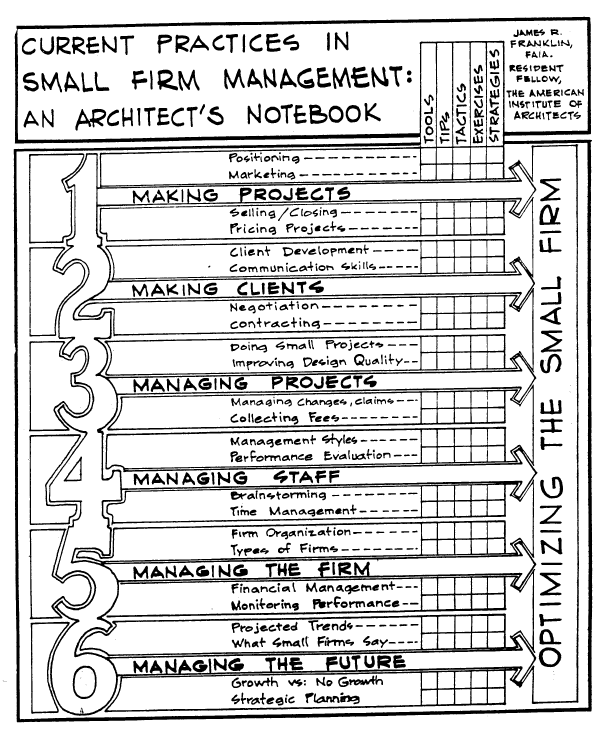 CURRENT PRACTICES IN
SMALL FIRM MANAGEMENT:
AN ARCHITECT'S NOTEBOOK
TOOLS
TIPS
TACTICS
EXERCISES
STRATEGIES
JAMES R.
FRANKLIN,
FAIA.
RESIDENT
FELLOW,
THE AMERICAN
INSTITUTE OF
ARCHITECTS
1
Positioning
Marketing
MAKING PROJECTS
Selling/Closing
Pricing Projects
2
Client Development
Communication Skills
MAKING CLIENTS
Negotiation
contracting
3
Doing Small Projects
Improving Design Quality
MANAGING PROJECTS
Managing Changes, claims
Collecting Fees
4
Management Styles
Performance Evaluation
MANAGING STAFF
Brainstorming
Time Management
5
Firm Organization
Types of Firms
MANAGING THE FIRM
Financial Management
Monitoring Performance
6
Projected Trends
What Small Firms Say
MANAGING THE FUTURE
Growth vs: No Growth
Strategic Planning
OPTIMIZING THE SMALL FIRM